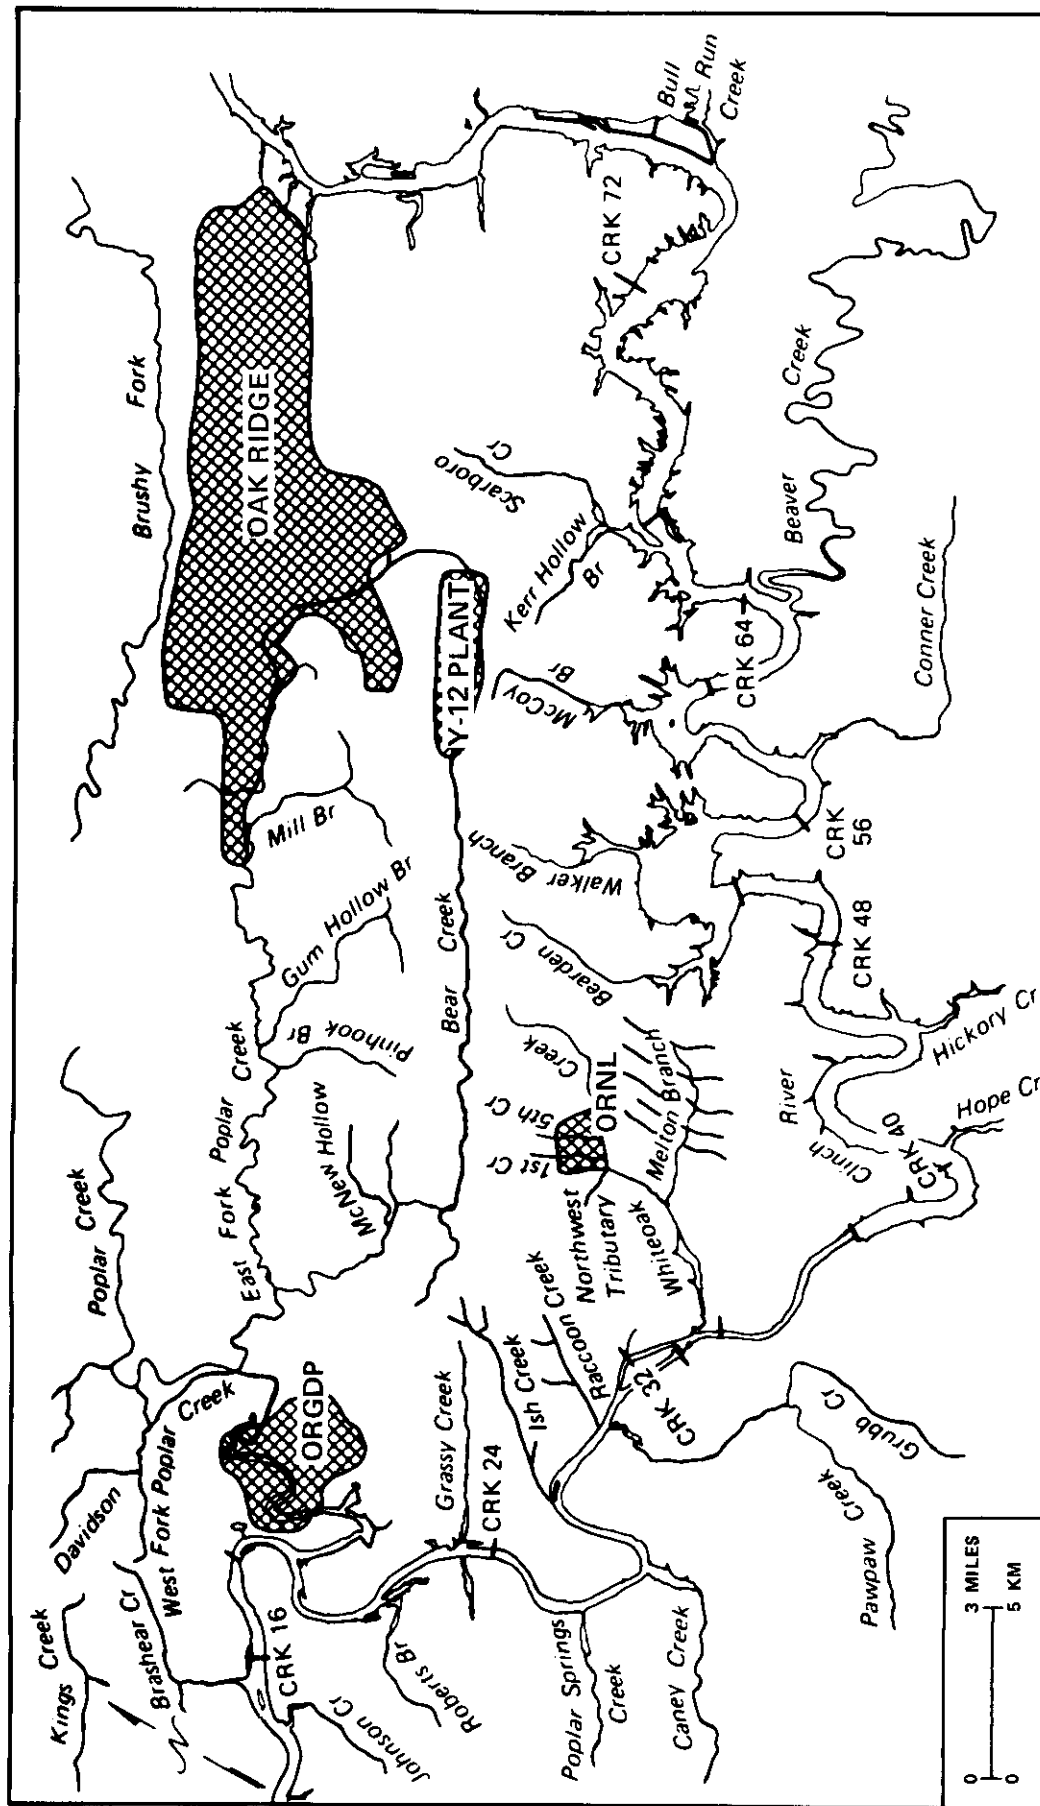 Kings Creek
Brashear Cr
Davidson
West Fork Poplar Creek
Poplar Creek
East Fork Poplar Creek
Brushy Fork
OAK RIDGE
ORGDP
CRK 16
Johnson Cr
Roberts Br
McNew Hollow
Pinhook Br
Gum Hollow Br
Mill Br
Bear Creek
Y-12 PLANT
Grassy Creek
CRK 24
Ish Creek
Raccoon Creek
Northwest
Tributary
1st Cr
5th Cr
ORNL
Creek
Whiteoak
Melton Branch
Bearden Cr
Walker Branch
McCoy
Br
Kerr Hollow
Br
Scarboro
Cr
CRK 72
Bull
Run
Creek
Poplar Springs
Creek
Caney Creek
CRK 32
Grubb Cr
Pawpaw Creek
Clinch River
CRK 40
Hope Cr
Hickory Cr
CRK 48
CRK
56
CRK 64
Conner Creek
Beaver Creek
N
0 3 MILES
0 5 KM